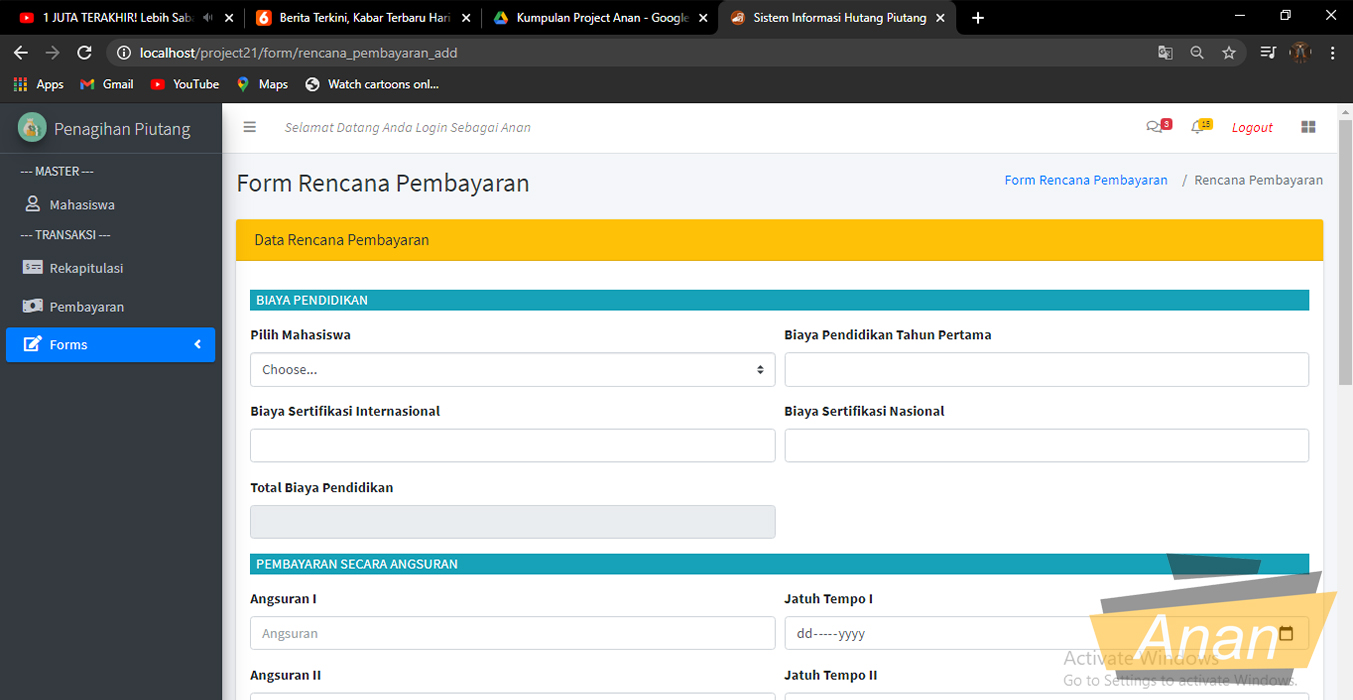 1 JUTA TERAKHIR! Lebih Sab
Berita Terkini, Kabar Terbaru Hari
Kumpulan Project Anan - Google
Sistem Informasi Hutang Piutang
localhost/project21/form/rencana_pembayaran_add
Apps
Gmail
YouTube
Maps
Watch cartoons onl...
Penagihan Piutang
Selamat Datang Anda Login Sebagai Anan
3
15
Logout
--- MASTER ---
Mahasiswa
--- TRANSAKSI ---
Rekapitulasi
Pembayaran
Forms
Form Rencana Pembayaran
Form Rencana Pembayaran / Rencana Pembayaran
Data Rencana Pembayaran
BIAYA PENDIDIKAN
Pilih Mahasiswa
Biaya Pendidikan Tahun Pertama
Choose...
Biaya Sertifikasi Internasional
Biaya Sertifikasi Nasional
Total Biaya Pendidikan
PEMBAYARAN SECARA ANGSURAN
Angsuran I
Jatuh Tempo I
Angsuran
dd-----yyyy
Angsuran II
Jatuh Tempo II
Anan
Activate Windows
Go to Settings to activate Windows.